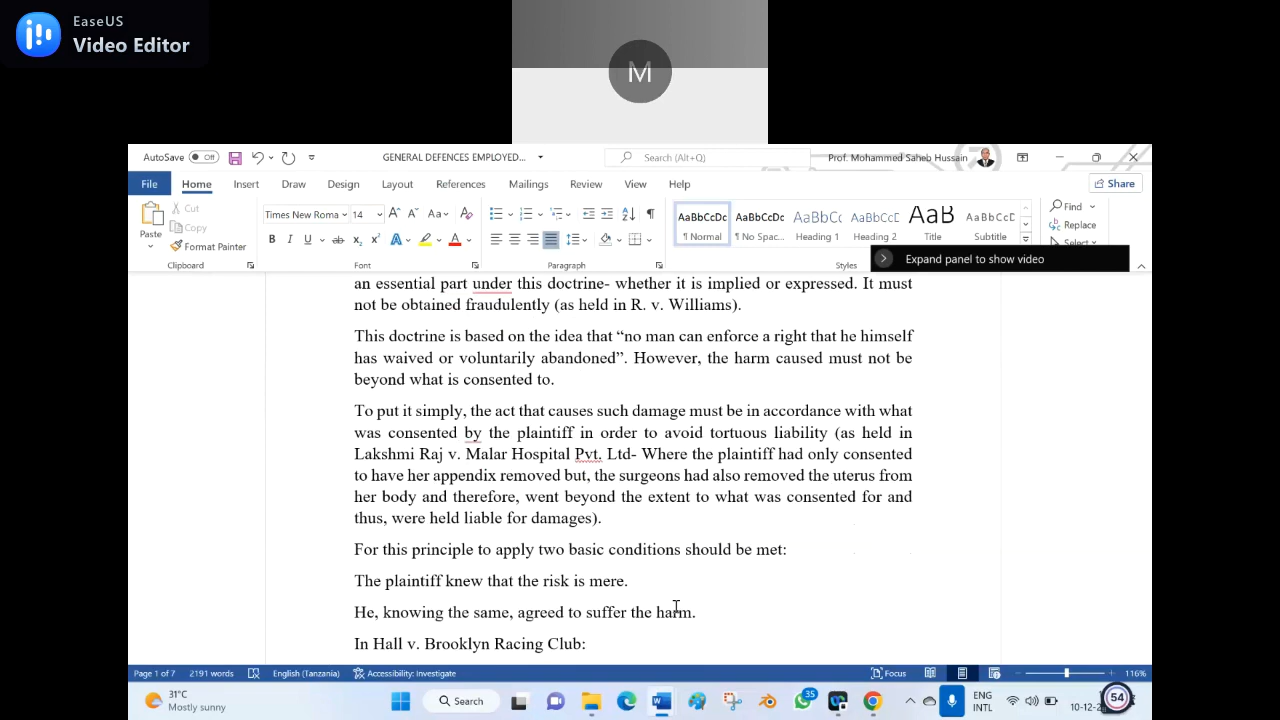 EaseUS
Video Editor
M
AutoSave Off
GENERAL DEFENCES EMPLOYED...
Search (Alt+Q)
Prof. Mohammed Saheb Hussain
File Home Insert Draw Design Layout References Mailings Review View Help
Share
Paste
Cut
Copy
Format Painter
Clipboard
Times New Roma 14
Font
Paragraph
AaBbCcDc AaBbCcDc AaBbCc AaBbCcD AaB AaBbCcD
¶ Normal ¶ No Spac... Heading 1 Heading 2 Title Subtitle
Styles
Find
Replace
Select
Expand panel to show video
an essential part under this doctrine- whether it is implied or expressed. It must
not be obtained fraudulently (as held in R. v. Williams).
This doctrine is based on the idea that “no man can enforce a right that he himself
has waived or voluntarily abandoned”. However, the harm caused must not be
beyond what is consented to.
To put it simply, the act that causes such damage must be in accordance with what
was consented by the plaintiff in order to avoid tortuous liability (as held in
Lakshmi Raj v. Malar Hospital Pvt. Ltd- Where the plaintiff had only consented
to have her appendix removed but, the surgeons had also removed the uterus from
her body and therefore, went beyond the extent to what was consented for and
thus, were held liable for damages).
For this principle to apply two basic conditions should be met:
The plaintiff knew that the risk is mere.
He, knowing the same, agreed to suffer the harm.
In Hall v. Brooklyn Racing Club:
Page 1 of 7 2191 words English (Tanzania) Accessibility: Investigate Focus 116%
31°C
Mostly sunny
Search
35
ENG
INTL
54
10-12-2